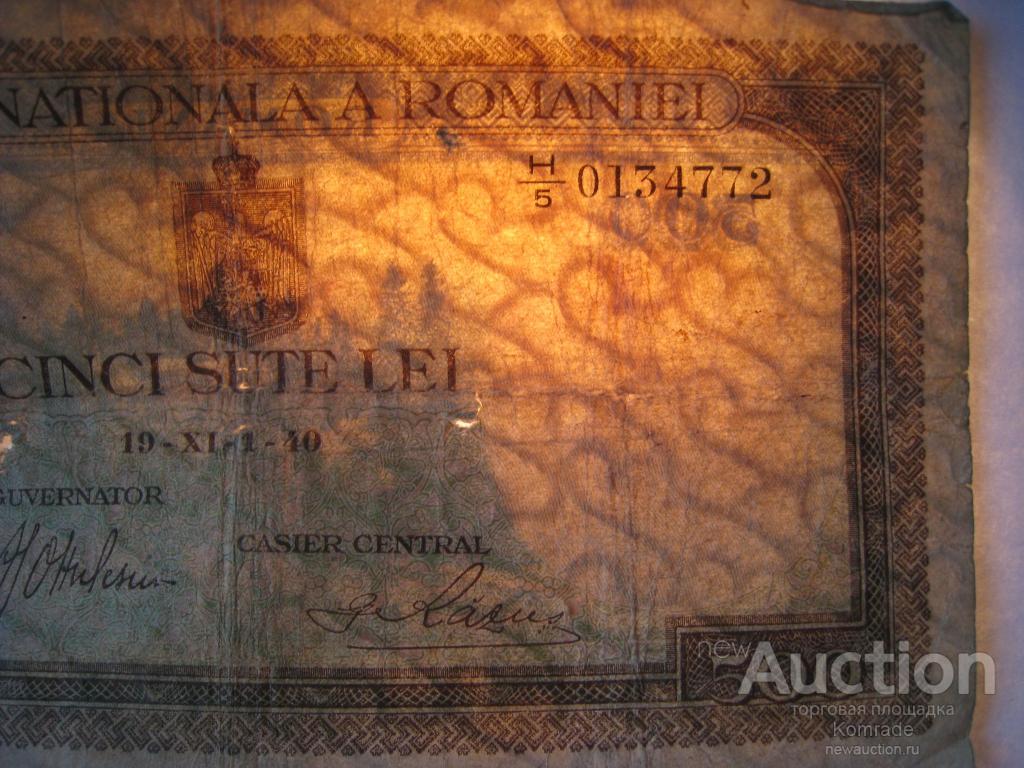 NATIONALA A ROMANIEI
H/5 0134772
CINCI SUTE LEI
19-XI-1-40
GUVERNATOR
CASIER CENTRAL
new Auction
торговая площадка
Komrade
newauction.ru